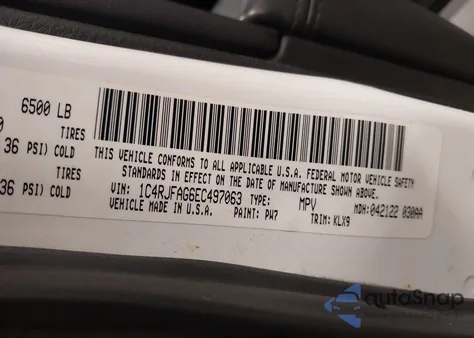 6500 LB
TIRES
36 PSI) COLD
THIS VEHICLE CONFORMS TO ALL APPLICABLE U.S.A. FEDERAL MOTOR VEHICLE SAFETY
STANDARDS IN EFFECT ON THE DATE OF MANUFACTURE SHOWN ABOVE.
TIRES
36 PSI) COLD
VIN: 1C4RJFAG6EC497063 TYPE: MPV MDH: 042122 030AA
VEHICLE MADE IN U.S.A. PAINT: PW7 TRIM: KLX9
autoSnap